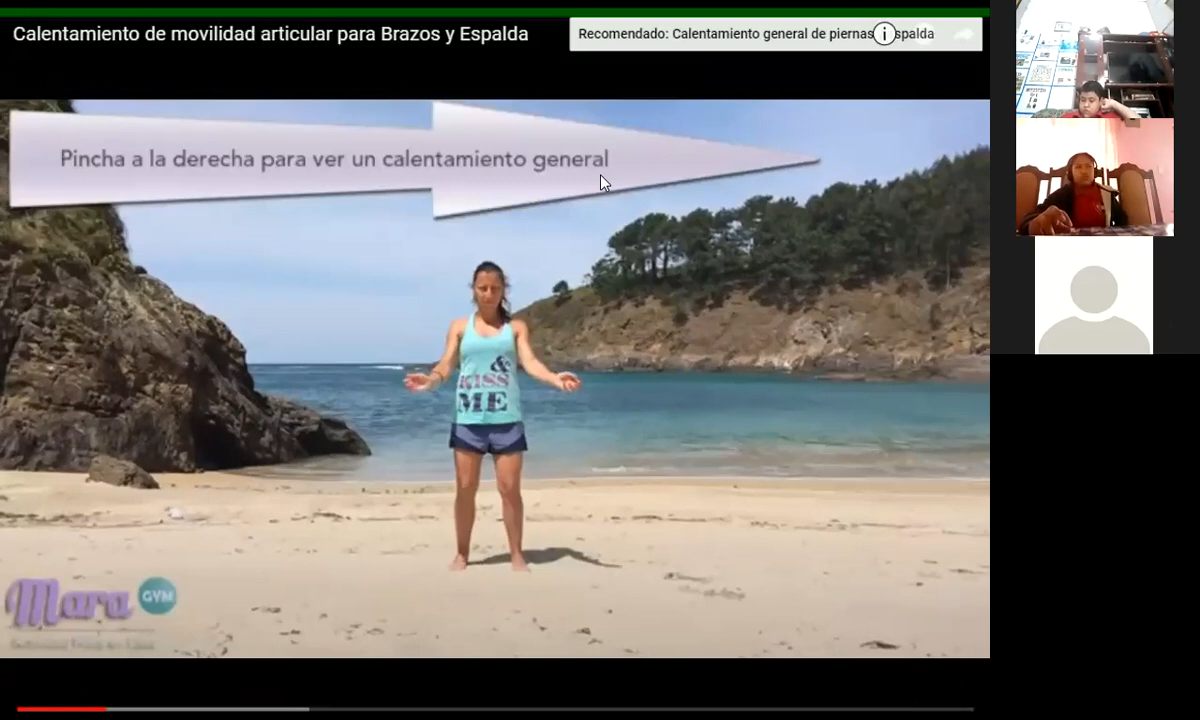 Calentamiento de movilidad articular para Brazos y Espalda
Recomendado: Calentamiento general de piernas spalda
Pincha a la derecha para ver un calentamiento general
&
KISS
ME
Mara
GYM